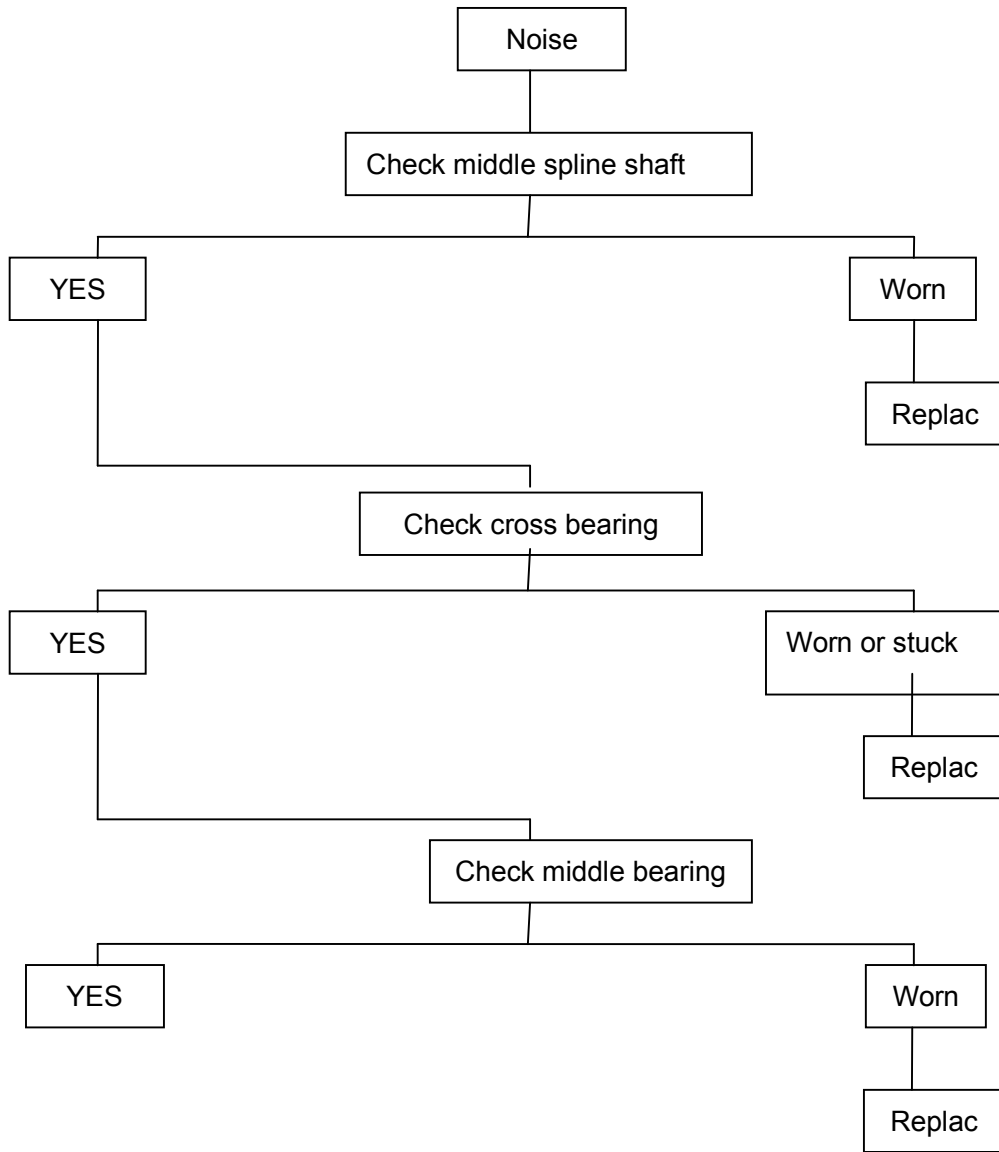 Noise
Check middle spline shaft
YES
Worn
Replac
Check cross bearing
YES
Worn or stuck
Replac
Check middle bearing
YES
Worn
Replac